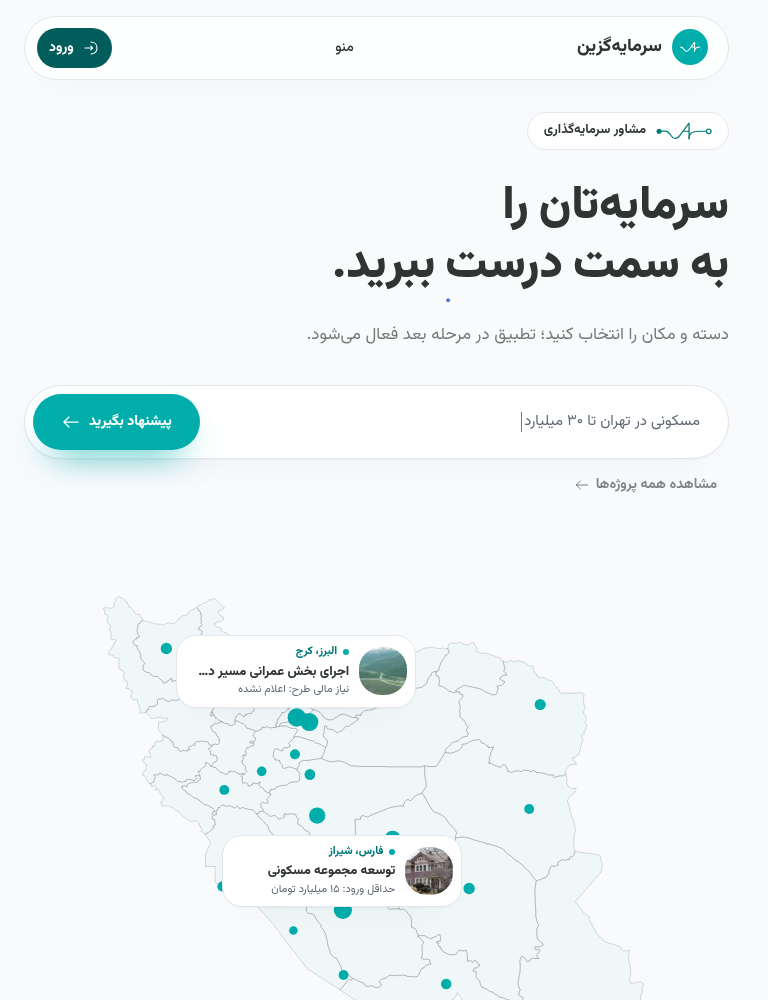 سرمایه‌گزین
منو
ورود
مشاور سرمایه‌گذاری
سرمایه‌تان را
به سمت درست ببرید.
دسته و مکان را انتخاب کنید؛ تطبیق در مرحله بعد فعال می‌شود.
مسکونی در تهران تا ۳۰ میلیارد
پیشنهاد بگیرید
مشاهده همه پروژه‌ها
البرز، کرج
اجرای بخش عمرانی مسیر د...
نیاز مالی طرح: اعلام نشده
فارس، شیراز
توسعه مجموعه مسکونی
حداقل ورود: ۱۵ میلیارد تومان